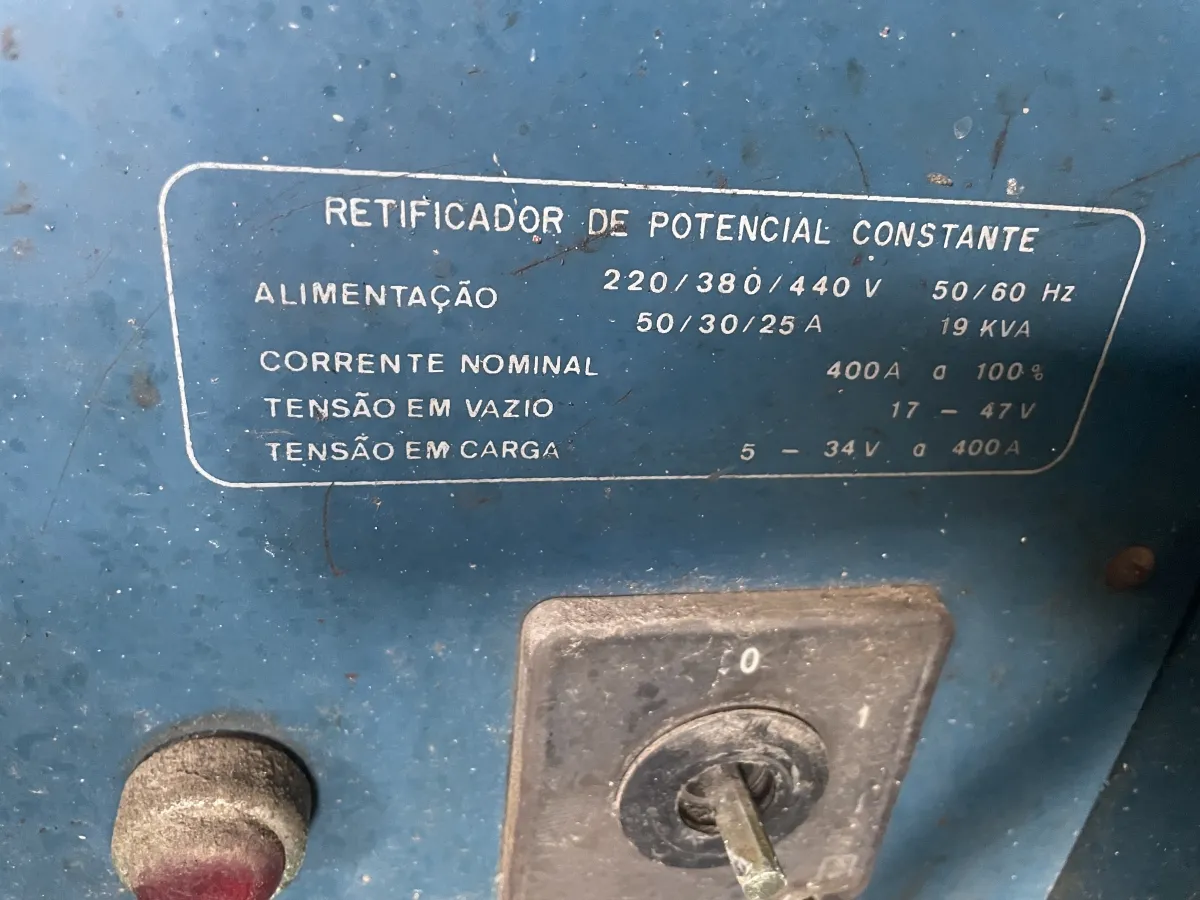 RETIFICADOR DE POTENCIAL CONSTANTE
ALIMENTAÇÃO 220/380/440 V 50/60 HZ
50/30/25 A 19 KVA
CORRENTE NOMINAL 400A a 100%
TENSÃO EM VAZIO 17 – 47V
TENSÃO EM CARGA 5 – 34V a 400A
0
1